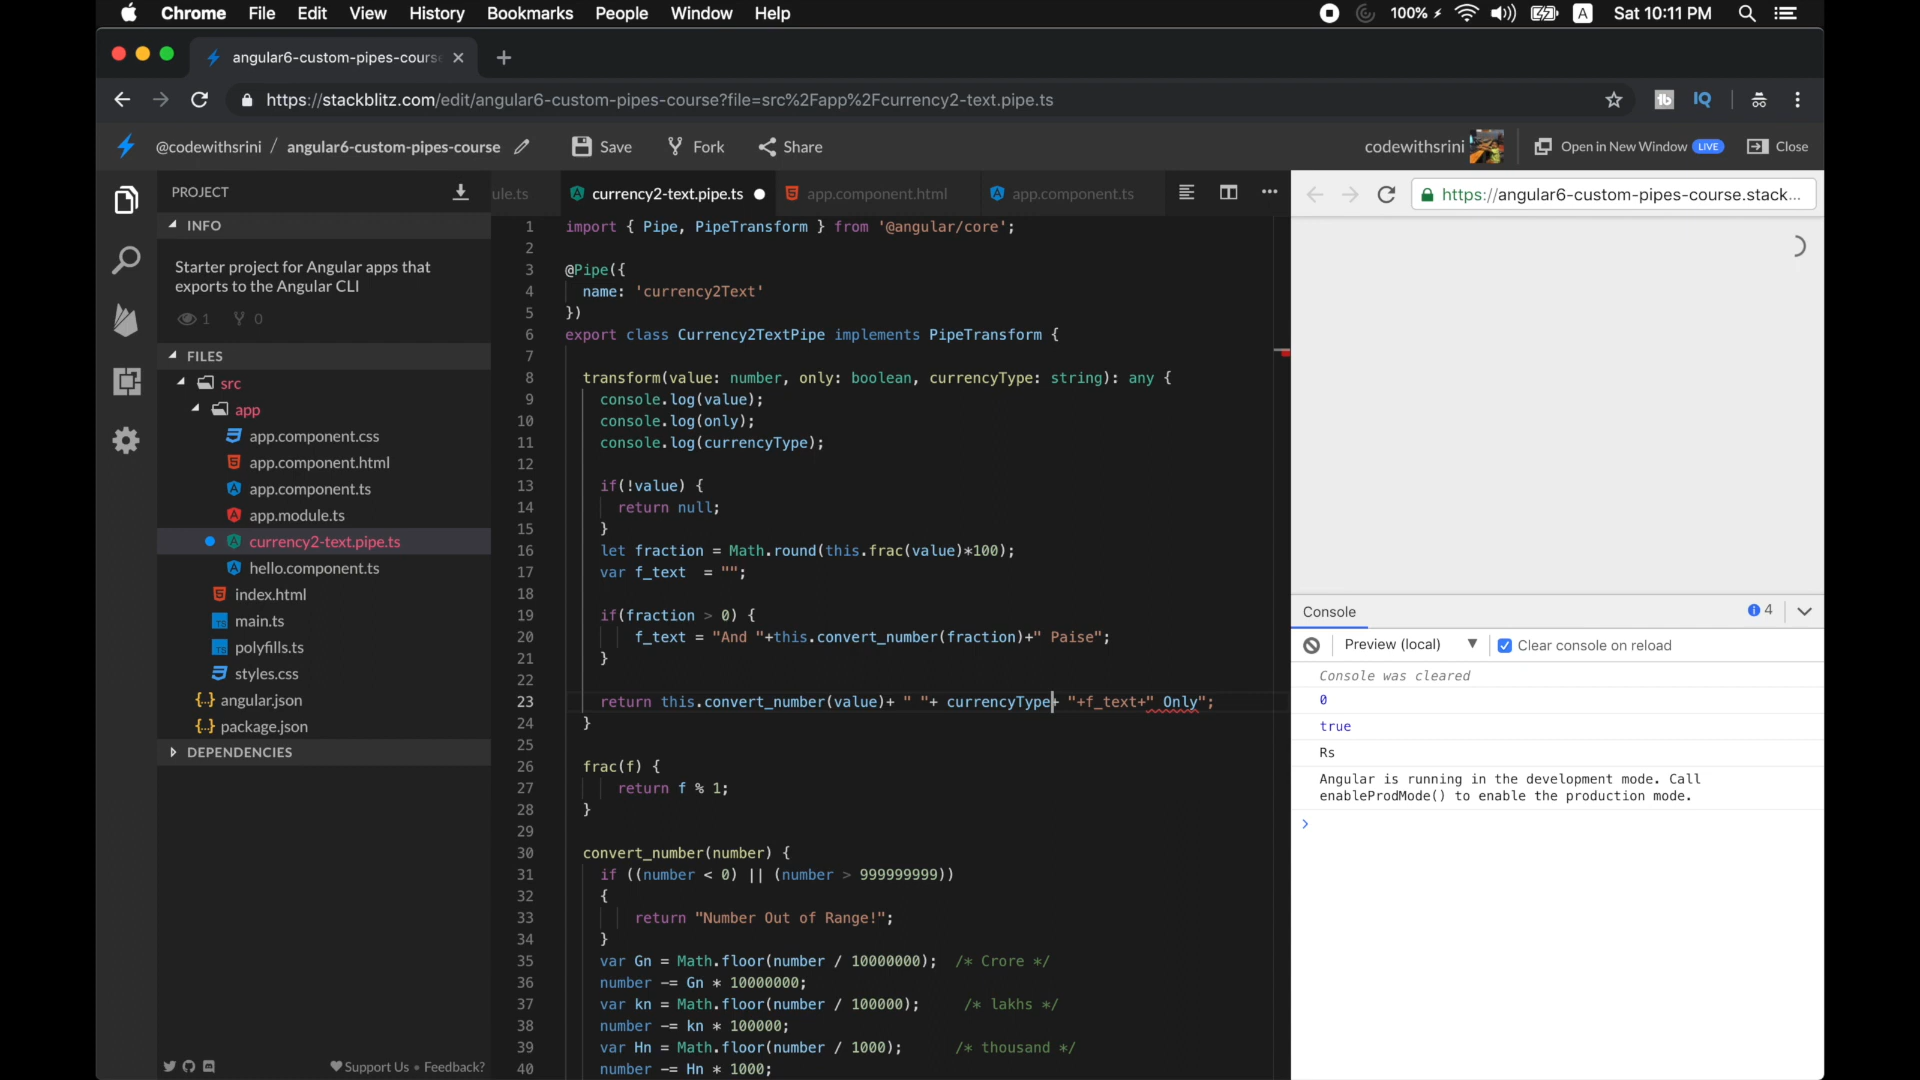 Chrome File Edit View History Bookmarks People Window Help
100% A Sat 10:11 PM
angular6-custom-pipes-course
https://stackblitz.com/edit/angular6-custom-pipes-course?file=src%2Fapp%2Fcurrency2-text.pipe.ts
@codewithsrini / angular6-custom-pipes-course Save Fork Share
codewithsrini Open in New Window LIVE Close
PROJECT
INFO
Starter project for Angular apps that
exports to the Angular CLI
1 0
FILES
src
app
app.component.css
app.component.html
app.component.ts
app.module.ts
currency2-text.pipe.ts
hello.component.ts
index.html
main.ts
polyfills.ts
styles.css
angular.json
package.json
DEPENDENCIES
Support Us • Feedback?
ule.ts currency2-text.pipe.ts app.component.html app.component.ts
1 import { Pipe, PipeTransform } from '@angular/core';
2
3 @Pipe({
4 name: 'currency2Text'
5 })
6 export class Currency2TextPipe implements PipeTransform {
7
8 transform(value: number, only: boolean, currencyType: string): any {
9 console.log(value);
10 console.log(only);
11 console.log(currencyType);
12
13 if(!value) {
14 return null;
15 }
16 let fraction = Math.round(this.frac(value)*100);
17 var f_text = "";
18
19 if(fraction > 0) {
20 f_text = "And "+this.convert_number(fraction)+" Paise";
21 }
22
23 return this.convert_number(value)+ " "+ currencyType+ "+f_text+" Only";
24 }
25
26 frac(f) {
27 return f % 1;
28 }
29
30 convert_number(number) {
31 if ((number < 0) || (number > 999999999))
32 {
33 return "Number Out of Range!";
34 }
35 var Gn = Math.floor(number / 10000000); /* Crore */
36 number -= Gn * 10000000;
37 var kn = Math.floor(number / 100000); /* lakhs */
38 number -= kn * 100000;
39 var Hn = Math.floor(number / 1000); /* thousand */
40 number -= Hn * 1000;
https://angular6-custom-pipes-course.stack...
Console 4
Preview (local) Clear console on reload
Console was cleared
0
true
Rs
Angular is running in the development mode. Call
enableProdMode() to enable the production mode.
>